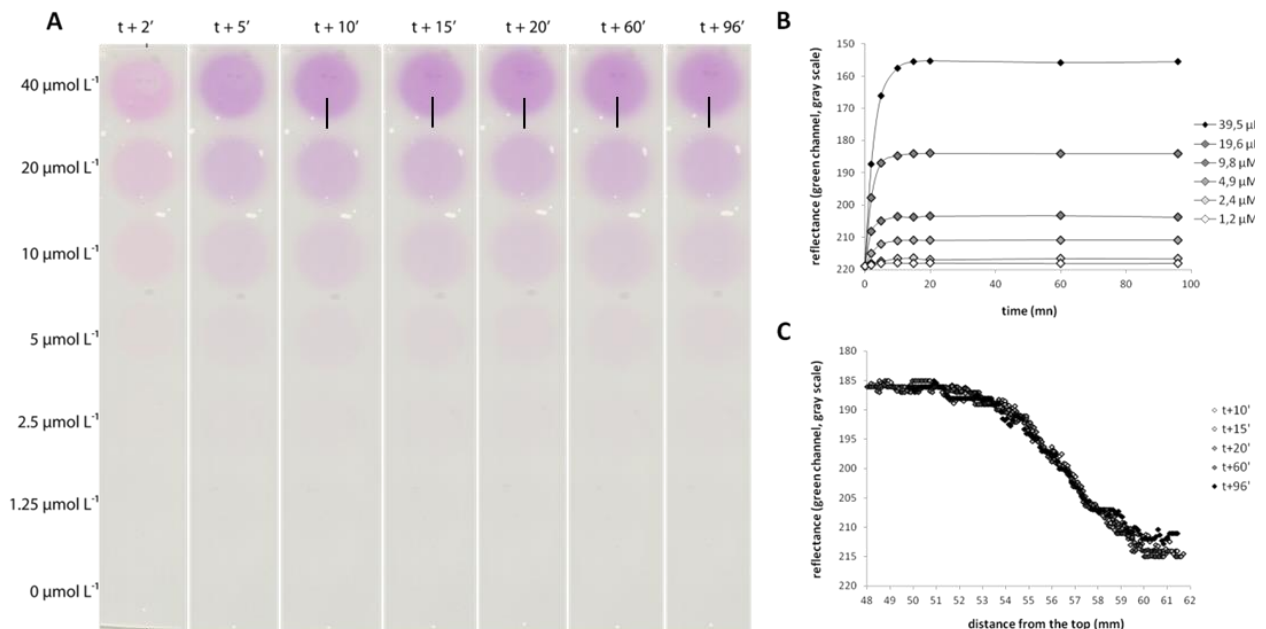 A
t + 2’ t + 5’ t + 10’ t + 15’ t + 20’ t + 60’ t + 96’
40 µmol L⁻¹
20 µmol L⁻¹
10 µmol L⁻¹
5 µmol L⁻¹
2.5 µmol L⁻¹
1.25 µmol L⁻¹
0 µmol L⁻¹
B
reflectance (green channel, gray scale)
150
160
170
180
190
200
210
220
0 20 40 60 80 100
time (mn)
39,5 µ
19,6 µ
9,8 µM
4,9 µM
2,4 µM
1,2 µM
C
reflectance (green channel, gray scale)
180
185
190
195
200
205
210
215
220
48 49 50 51 52 53 54 55 56 57 58 59 60 61 62
distance from the top (mm)
t+10'
t+15'
t+20'
t+60'
t+96'